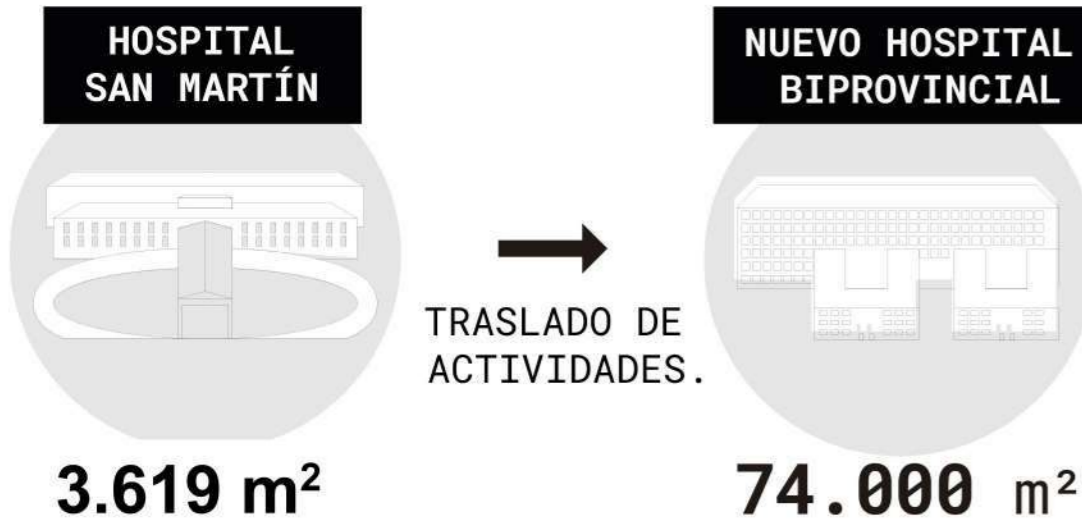 HOSPITAL
SAN MARTÍN
NUEVO HOSPITAL
BIPROVINCIAL
TRASLADO DE
ACTIVIDADES.
3.619 m²
74.000 m²